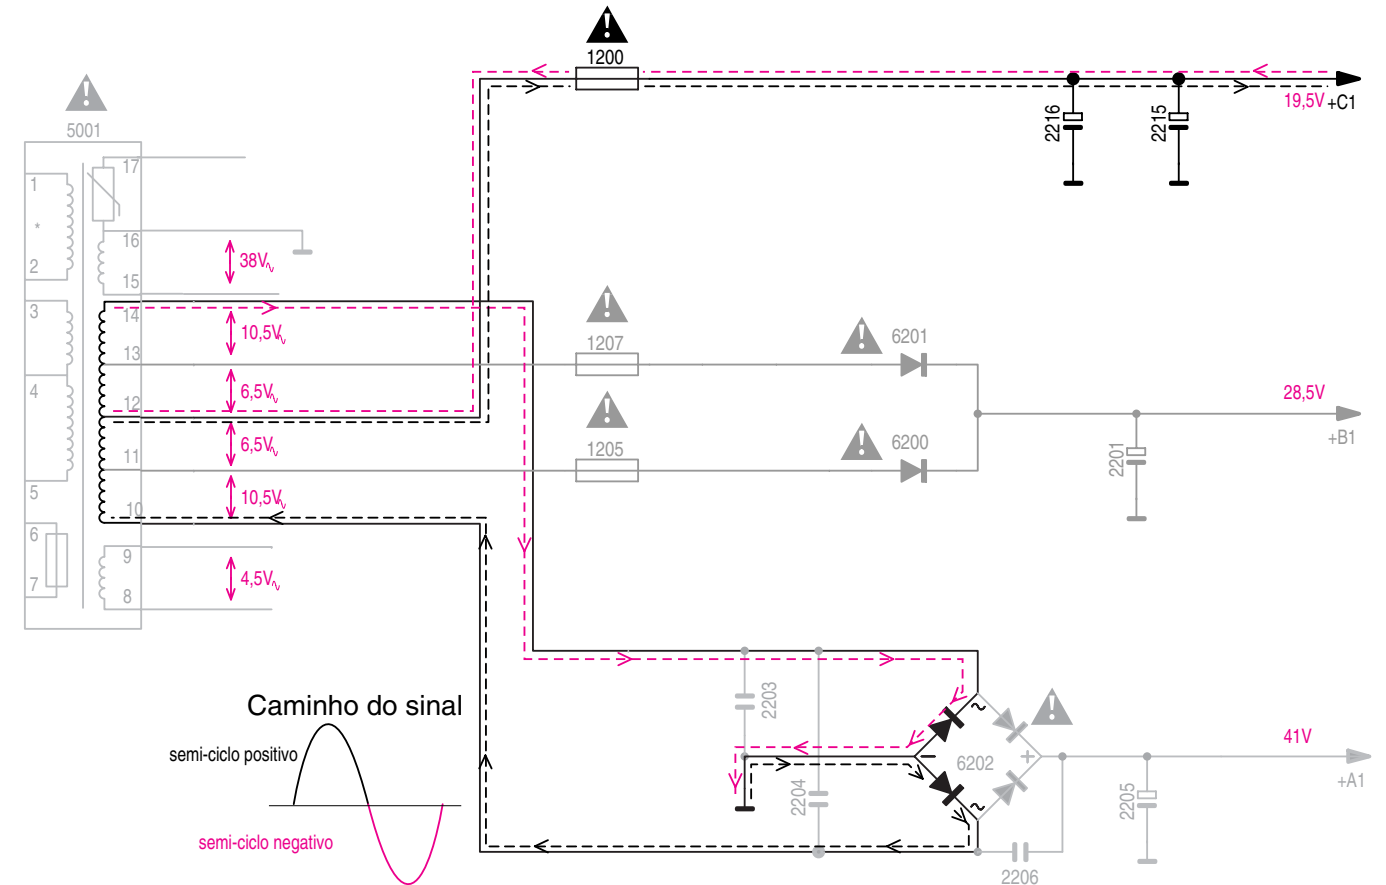 1200
19,5V
+C1
2216
2215
5001
17
1
*
16
2
38V
15
3
14
10,5V
13
1207
6201
4
6,5V
12
28,5V
+B1
1205
6200
6,5V
11
2201
5
10,5V
10
6
9
7
4,5V
8
Caminho do sinal
semi-ciclo positivo
semi-ciclo negativo
2203
~
−
6202
+
41V
+A1
2204
~
2205
2206